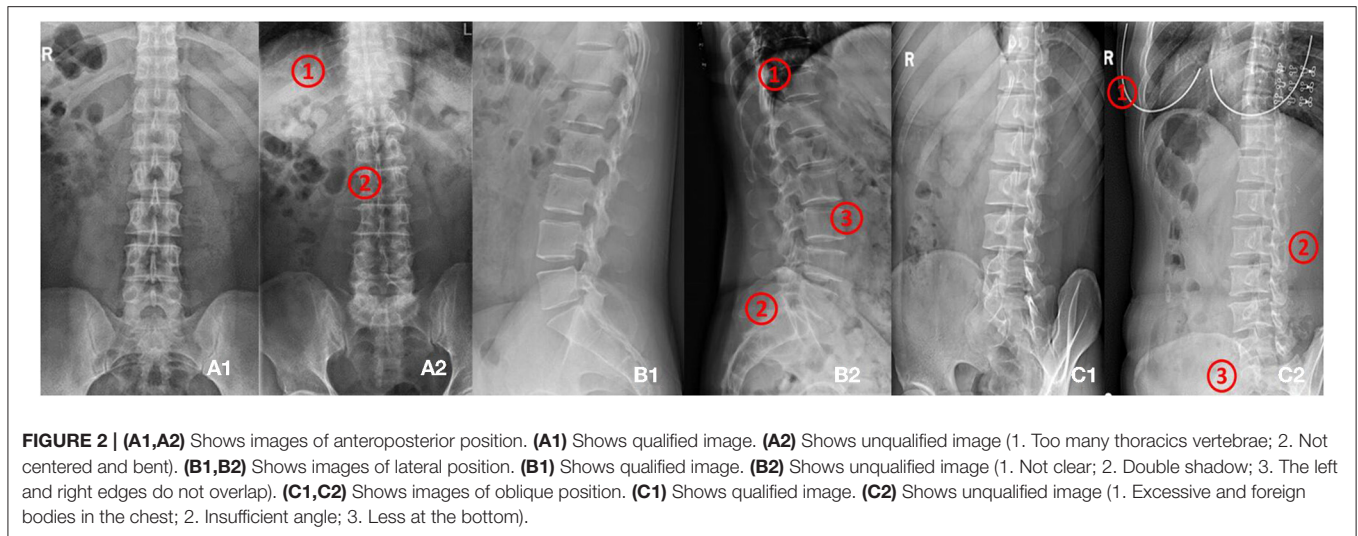 R
1
L
2
A1
A2
1
3
2
B1
B2
R
R
1
2
3
C1
C2
FIGURE 2 | (A1,A2) Shows images of anteroposterior position. (A1) Shows qualified image. (A2) Shows unqualified image (1. Too many thoracics vertebrae; 2. Not
centered and bent). (B1,B2) Shows images of lateral position. (B1) Shows qualified image. (B2) Shows unqualified image (1. Not clear; 2. Double shadow; 3. The left
and right edges do not overlap). (C1,C2) Shows images of oblique position. (C1) Shows qualified image. (C2) Shows unqualified image (1. Excessive and foreign
bodies in the chest; 2. Insufficient angle; 3. Less at the bottom).